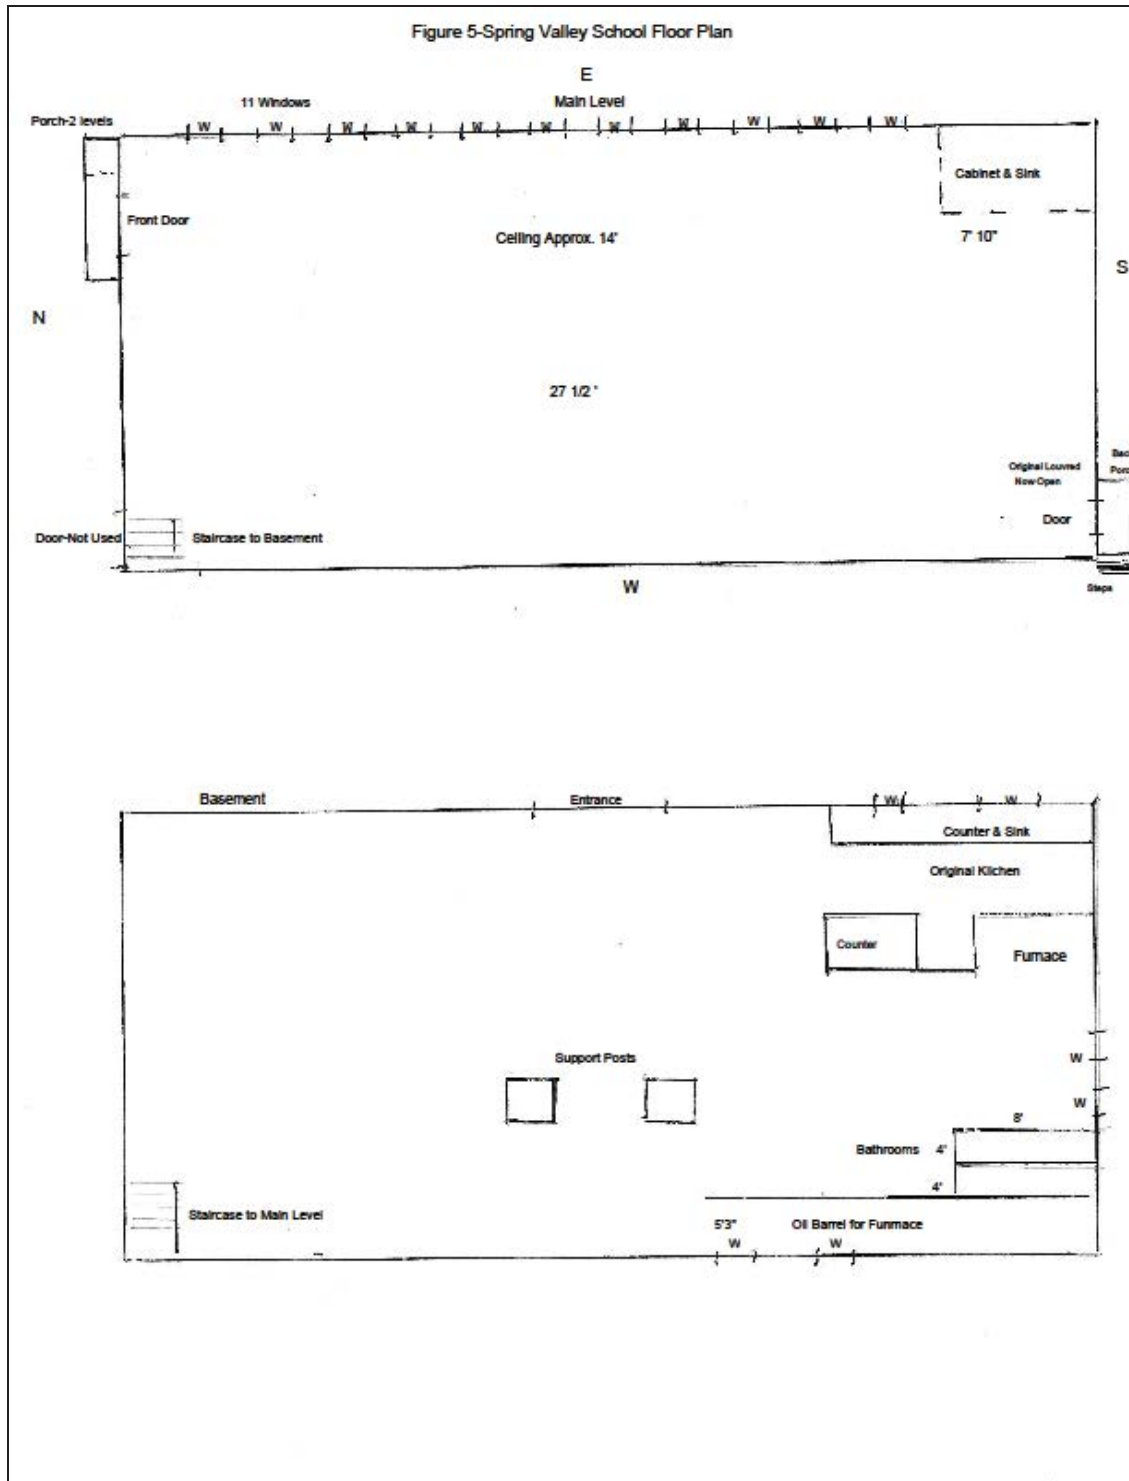 Figure 5-Spring Valley School Floor Plan
E
Main Level
11 Windows
Porch-2 levels
W W W W W W W W W W W
Cabinet & Sink
Front Door
Ceiling Approx. 14'
7' 10"
S
N
27 1/2 '
Original Louvred
Now Open
Door
Door-Not Used
Staircase to Basement
W
Steps
Basement
Entrance
W W
Counter & Sink
Original Kitchen
Counter
Furnace
Support Posts
W
W
8'
Bathrooms 4'
4'
Staircase to Main Level
5'3"
Oil Barrel for Funmace
W W